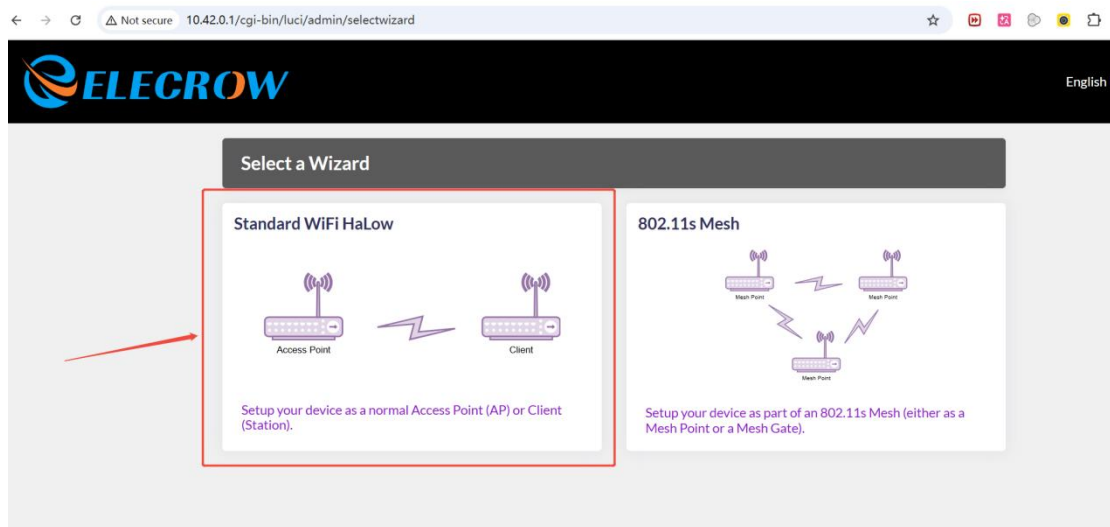 Not secure
10.42.0.1/cgi-bin/luci/admin/selectwizard
ELECROW
English
Select a Wizard
Standard WiFi HaLow
Access Point
Client
Setup your device as a normal Access Point (AP) or Client
(Station).
802.11s Mesh
Mesh Point
Mesh Point
Mesh Point
Setup your device as part of an 802.11s Mesh (either as a
Mesh Point or a Mesh Gate).